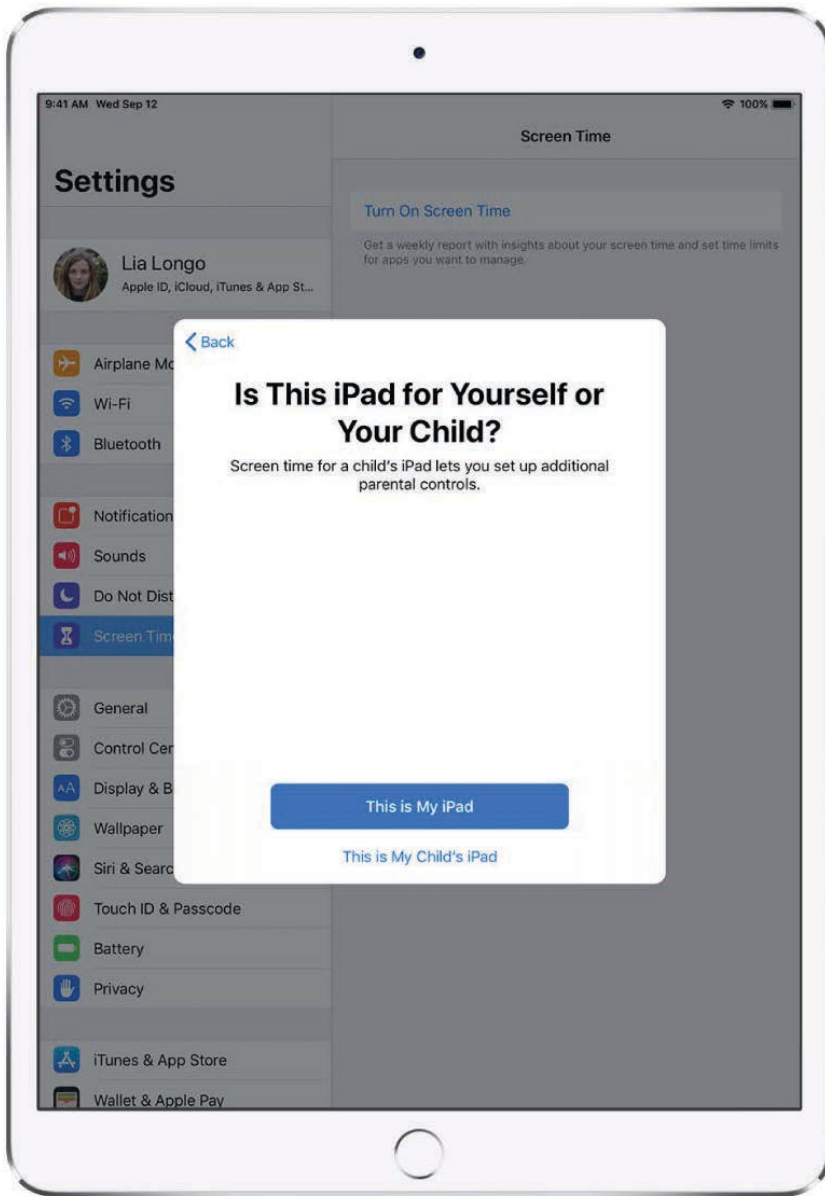 9:41 AM Wed Sep 12
100%
Settings
Screen Time
Lia Longo
Apple ID, iCloud, iTunes & App St...
Turn On Screen Time
Get a weekly report with insights about your screen time and set time limits
for apps you want to manage.
Airplane Mo
Wi-Fi
Bluetooth
Notification
Sounds
Do Not Dist
Screen Tim
General
Control Cen
Display & B
AA
Wallpaper
Siri & Searc
Touch ID & Passcode
Battery
Privacy
iTunes & App Store
Wallet & Apple Pay
Back
Is This iPad for Yourself or
Your Child?
Screen time for a child's iPad lets you set up additional
parental controls.
This is My iPad
This is My Child's iPad